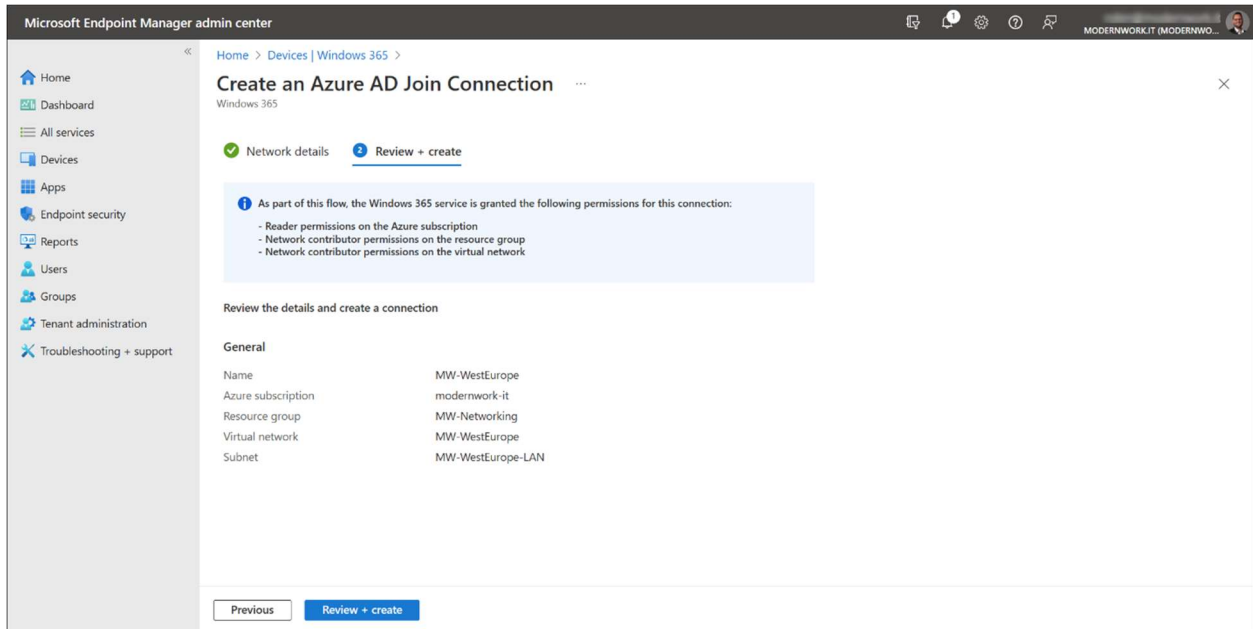 Microsoft Endpoint Manager admin center
1
MODERNWORK.IT (MODERNWO...
«
Home > Devices | Windows 365 >
Create an Azure AD Join Connection ...
Windows 365
Home
Dashboard
All services
Devices
Apps
Endpoint security
Reports
Users
Groups
Tenant administration
Troubleshooting + support
Network details
2 Review + create
As part of this flow, the Windows 365 service is granted the following permissions for this connection:
- Reader permissions on the Azure subscription
- Network contributor permissions on the resource group
- Network contributor permissions on the virtual network
Review the details and create a connection
General
Name MW-WestEurope
Azure subscription modernwork-it
Resource group MW-Networking
Virtual network MW-WestEurope
Subnet MW-WestEurope-LAN
Previous Review + create